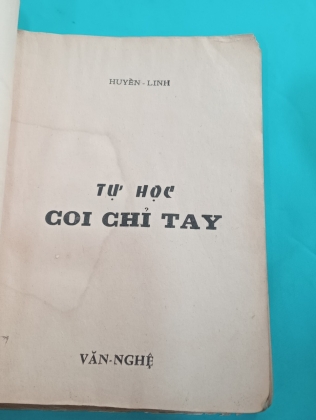 HUYỀN-LINH
TỰ HỌC
COI CHỈ TAY
VĂN-NGHỆ